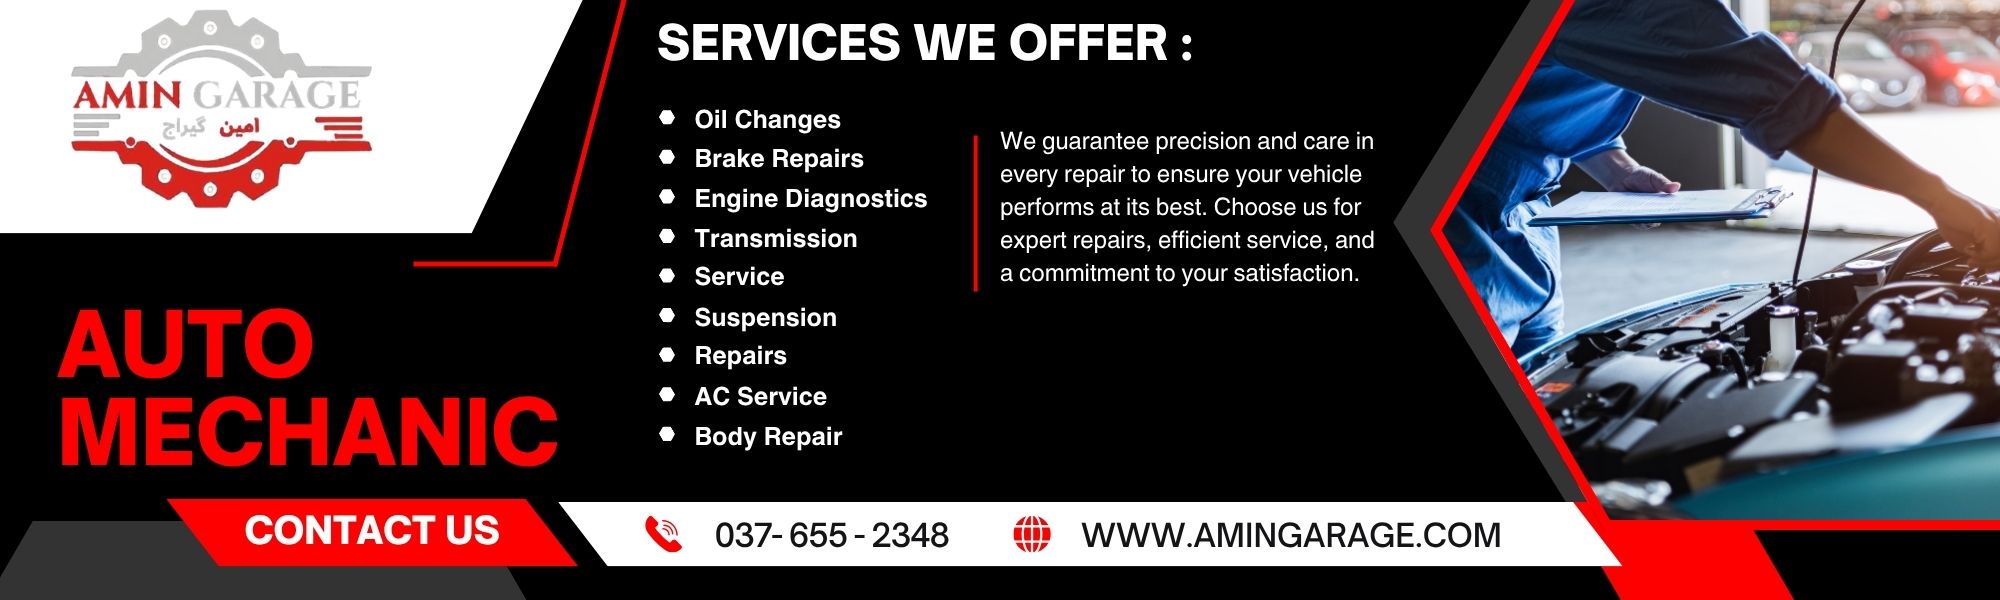 AMIN GARAGE
امین گیراج
AUTO
MECHANIC
SERVICES WE OFFER :
Oil Changes
Brake Repairs
Engine Diagnostics
Transmission
Service
Suspension
Repairs
AC Service
Body Repair
We guarantee precision and care in
every repair to ensure your vehicle
performs at its best. Choose us for
expert repairs, efficient service, and
a commitment to your satisfaction.
CONTACT US
037- 655 - 2348
WWW.AMINGARAGE.COM